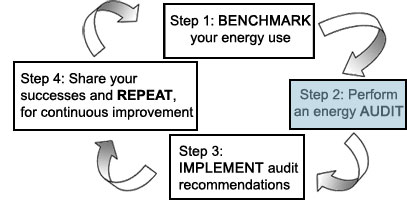 Step 1: BENCHMARK
your energy use
Step 2: Perform
an energy AUDIT
Step 3:
IMPLEMENT audit
recommendations
Step 4: Share your
successes and REPEAT,
for continuous improvement